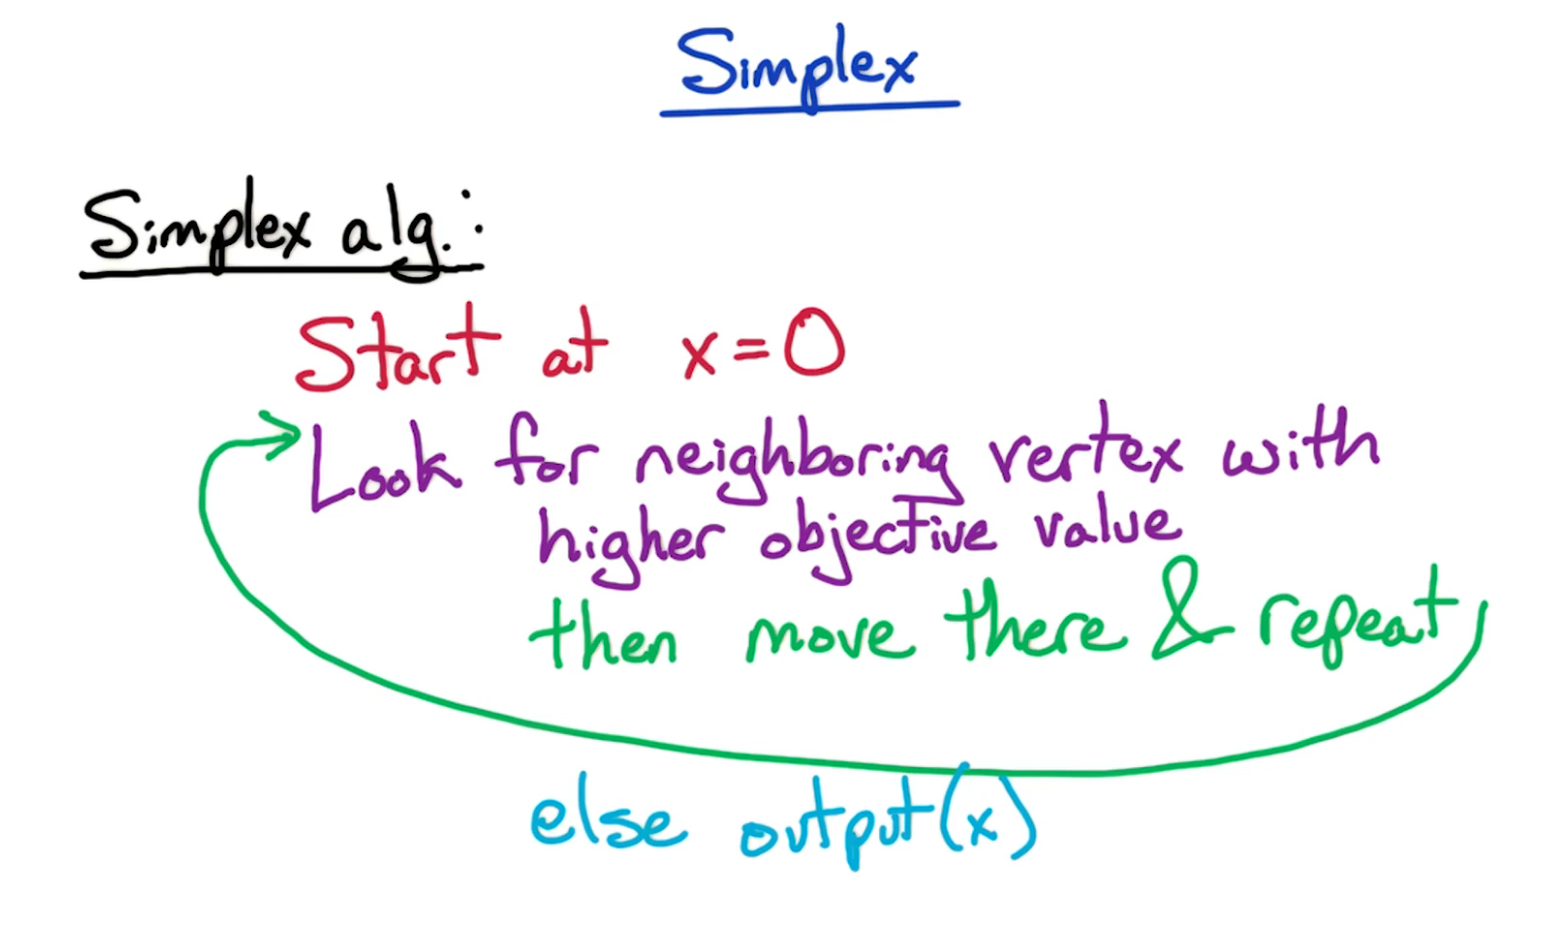 Simplex
Simplex alg.:
Start at x=0
Look for neighboring vertex with
higher objective value
then move there & repeat
else output(x)